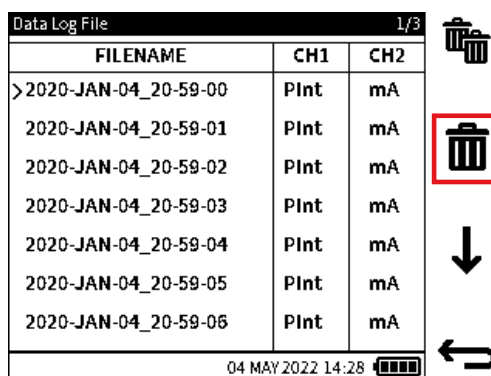 Data Log File 1/3
FILENAME CH1 CH2
>2020-JAN-04_20-59-00 PInt mA
2020-JAN-04_20-59-01 PInt mA
2020-JAN-04_20-59-02 PInt mA
2020-JAN-04_20-59-03 PInt mA
2020-JAN-04_20-59-04 PInt mA
2020-JAN-04_20-59-05 PInt mA
2020-JAN-04_20-59-06 PInt mA
04 MAY 2022 14:28